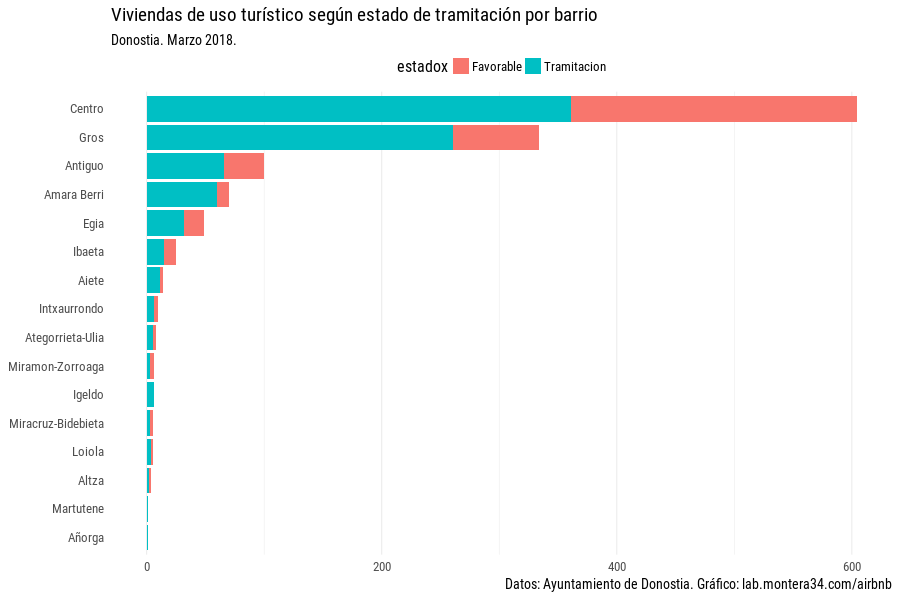 Viviendas de uso turístico según estado de tramitación por barrio
Donostia. Marzo 2018.
estadox Favorable Tramitacion
Centro
Gros
Antiguo
Amara Berri
Egia
Ibaeta
Aiete
Intxaurrondo
Ategorrieta-Ulia
Miramon-Zorroaga
Igeldo
Miracruz-Bidebieta
Loiola
Altza
Martutene
Añorga
0 200 400 600
Datos: Ayuntamiento de Donostia. Gráfico: lab.montera34.com/airbnb